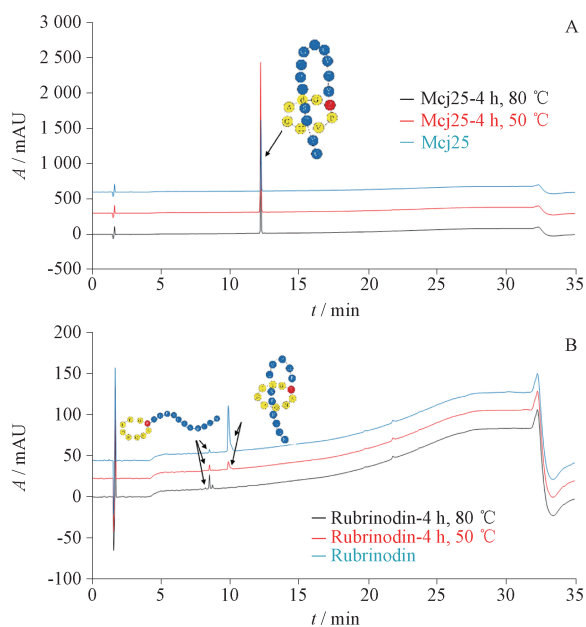 A
3 000
2 500
2 000
1 500
1 000
500
0
-500
A / mAU
Mcj25-4 h, 80 ℃
Mcj25-4 h, 50 ℃
Mcj25
0 5 10 15 20 25 30 35
t / min
B
200
150
100
50
0
-50
-100
A / mAU
Rubrinodin-4 h, 80 ℃
Rubrinodin-4 h, 50 ℃
Rubrinodin
0 5 10 15 20 25 30 35
t / min